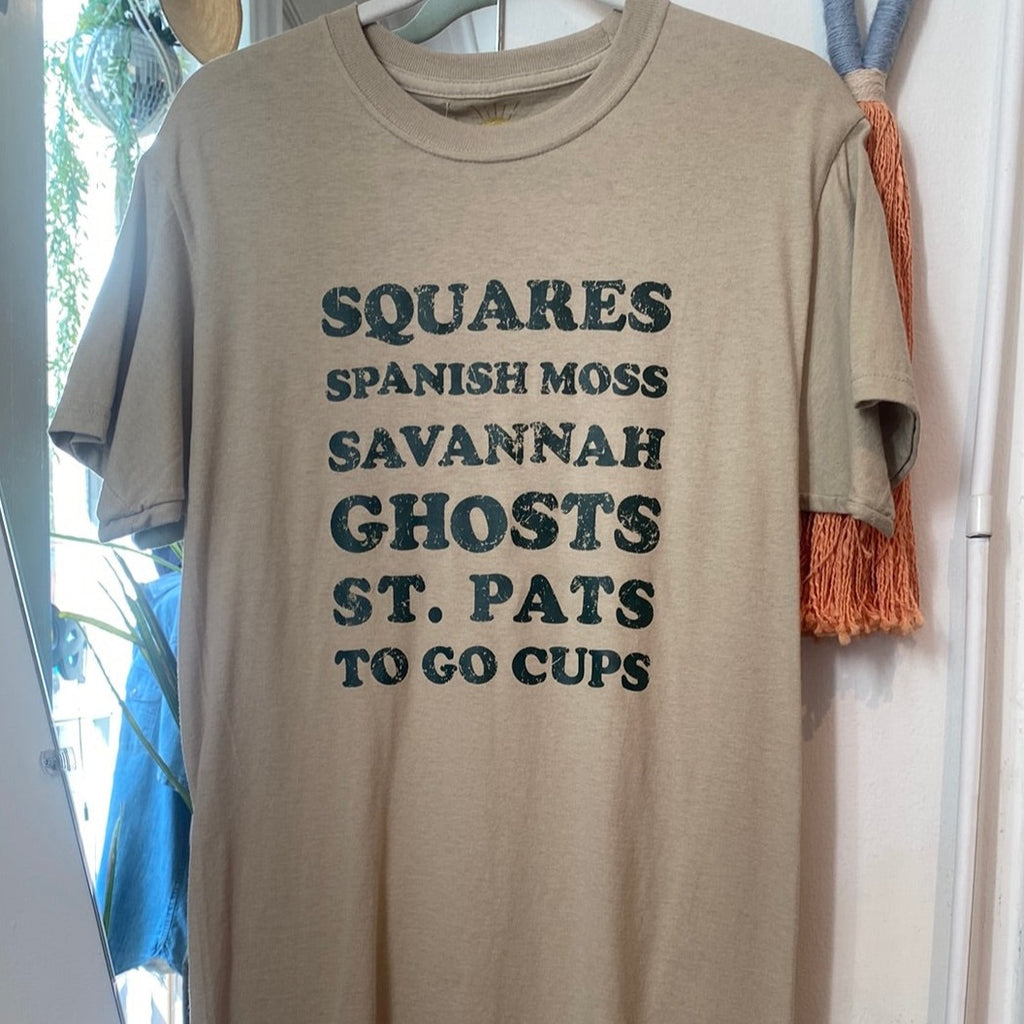 SQUARES
SPANISH MOSS
SAVANNAH
GHOSTS
ST. PATS
TO GO CUPS